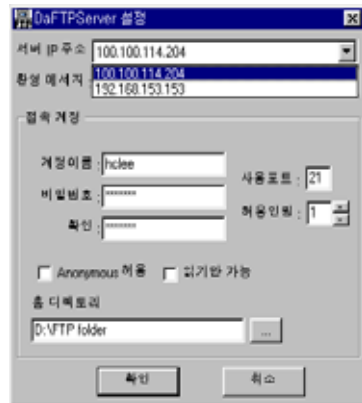 DaFTPServer 설정
서버 IP 주소 100.100.114.204
100.100.114.204
환영 메세지 :
192.168.153.153
접속 계정
계정이름 : hclee
사용포트 : 21
비밀번호 : *******
허용인원 : 1
확인 : *******
Anonymous 허용 읽기만 가능
홈 디렉토리
D:\FTP folder ...
확인 취소